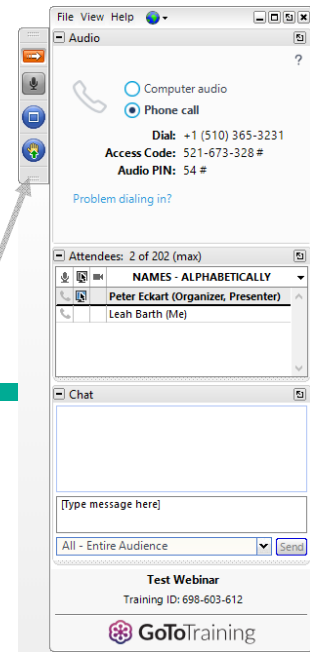 File View Help
Audio
?
Computer audio
Phone call
Dial: +1 (510) 365-3231
Access Code: 521-673-328 #
Audio PIN: 54 #
Problem dialing in?
Attendees: 2 of 202 (max)
NAMES - ALPHABETICALLY
Peter Eckart (Organizer, Presenter)
Leah Barth (Me)
Chat
[Type message here]
All - Entire Audience
Send
Test Webinar
Training ID: 698-603-612
GoToTraining